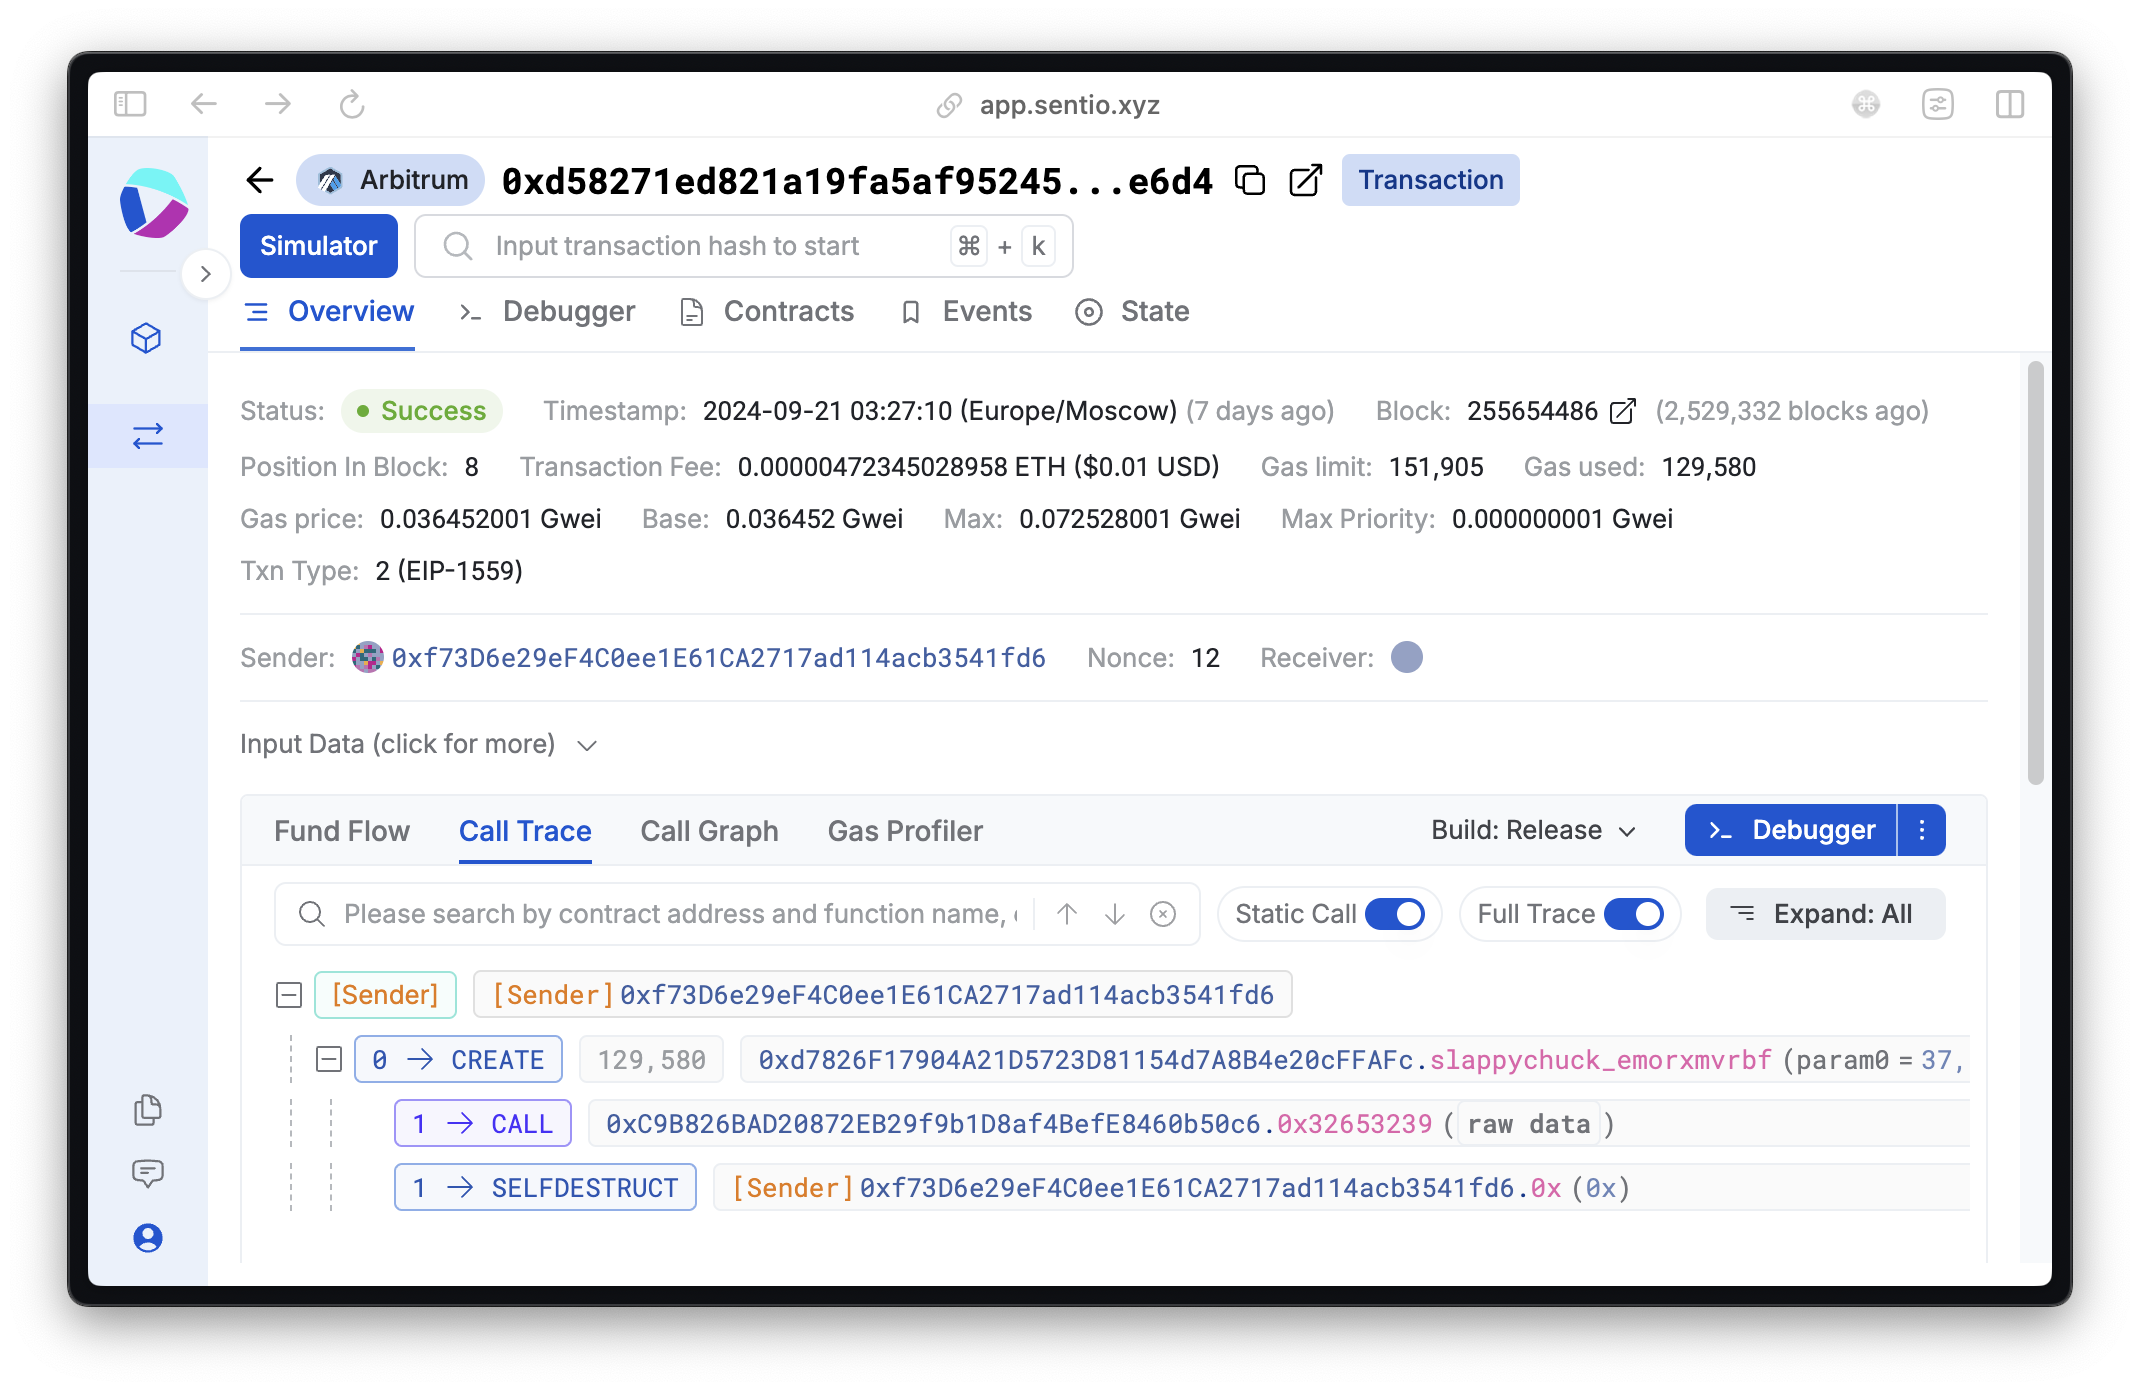 app.sentio.xyz
Arbitrum 0xd58271ed821a19fa5af95245...e6d4 Transaction
Simulator Input transaction hash to start ⌘ + k
Overview Debugger Contracts Events State
Status: Success Timestamp: 2024-09-21 03:27:10 (Europe/Moscow) (7 days ago) Block: 255654486 (2,529,332 blocks ago)
Position In Block: 8 Transaction Fee: 0.00000472345028958 ETH ($0.01 USD) Gas limit: 151,905 Gas used: 129,580
Gas price: 0.036452001 Gwei Base: 0.036452 Gwei Max: 0.072528001 Gwei Max Priority: 0.000000001 Gwei
Txn Type: 2 (EIP-1559)
Sender: 0xf73D6e29eF4C0ee1E61CA2717ad114acb3541fd6 Nonce: 12 Receiver:
Input Data (click for more)
Fund Flow Call Trace Call Graph Gas Profiler Build: Release >_ Debugger
Please search by contract address and function name, Static Call Full Trace Expand: All
[Sender] [Sender]0xf73D6e29eF4C0ee1E61CA2717ad114acb3541fd6
0 → CREATE 129,580 0xd7826F17904A21D5723D81154d7A8B4e20cFFAFc.slappychuck_emorxmvrbf(param0 = 37,
1 → CALL 0xC9B826BAD20872EB29f9b1D8af4BefE8460b50c6.0x32653239 ( raw data )
1 → SELFDESTRUCT [Sender]0xf73D6e29eF4C0ee1E61CA2717ad114acb3541fd6.0x (0x)